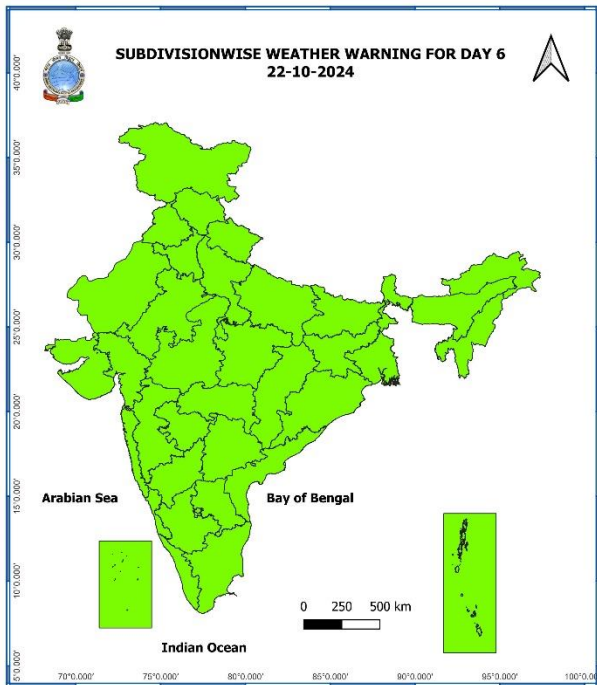 SUBDIVISIONWISE WEATHER WARNING FOR DAY 6
22-10-2024
40°0.000'
35°0.000'
30°0.000'
25°0.000'
20°0.000'
15°0.000'
10°0.000'
5°0.000'
Arabian Sea
Bay of Bengal
0 250 500 km
Indian Ocean
70°0.000' 75°0.000' 80°0.000' 85°0.000' 90°0.000' 95°0.000' 100°0.000'